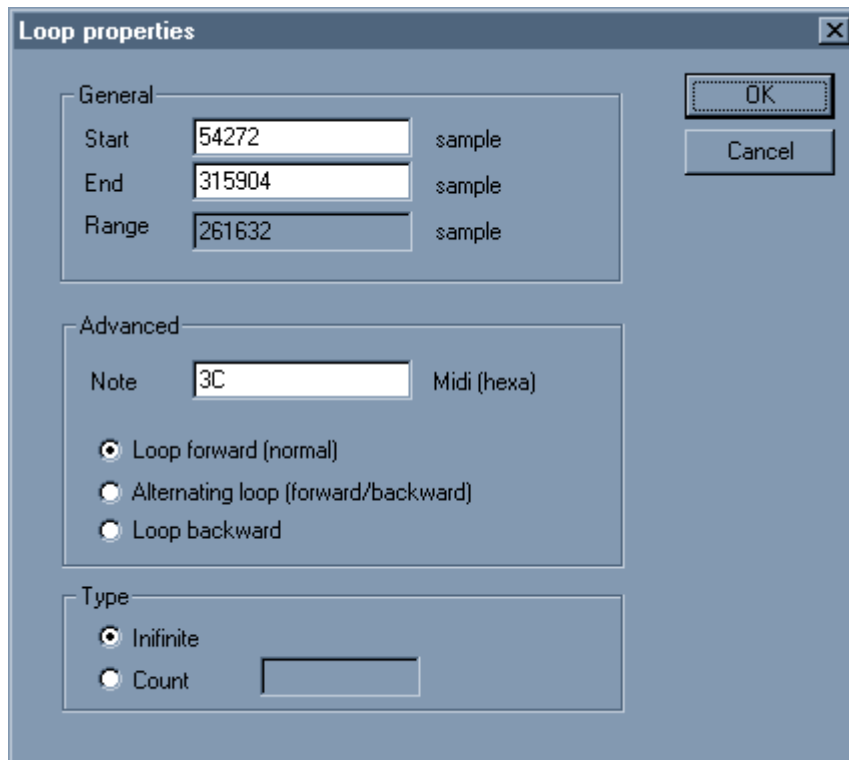 Loop properties
General
OK
Start 54272 sample
Cancel
End 315904 sample
Range 261632 sample
Advanced
Note 3C Midi (hexa)
Loop forward (normal)
Alternating loop (forward/backward)
Loop backward
Type
Inifinite
Count